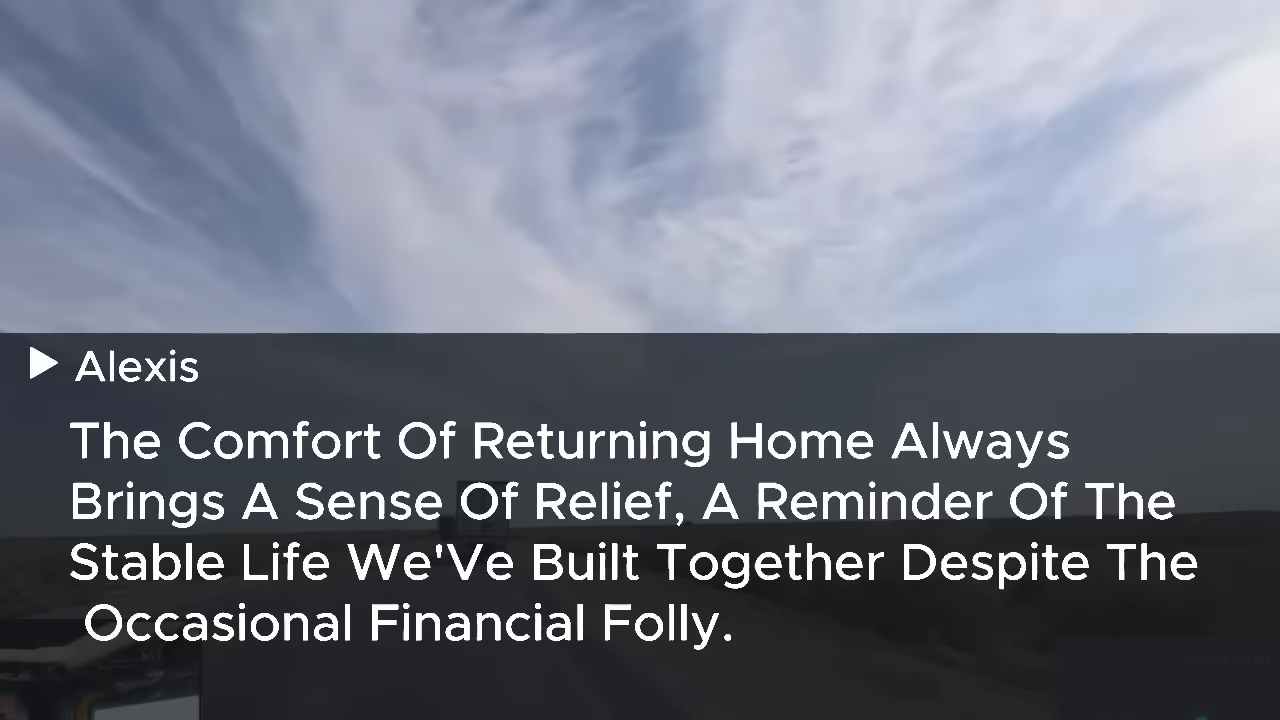 Alexis
The Comfort Of Returning Home Always
Brings A Sense Of Relief, A Reminder Of The
Stable Life We'Ve Built Together Despite The
Occasional Financial Folly.